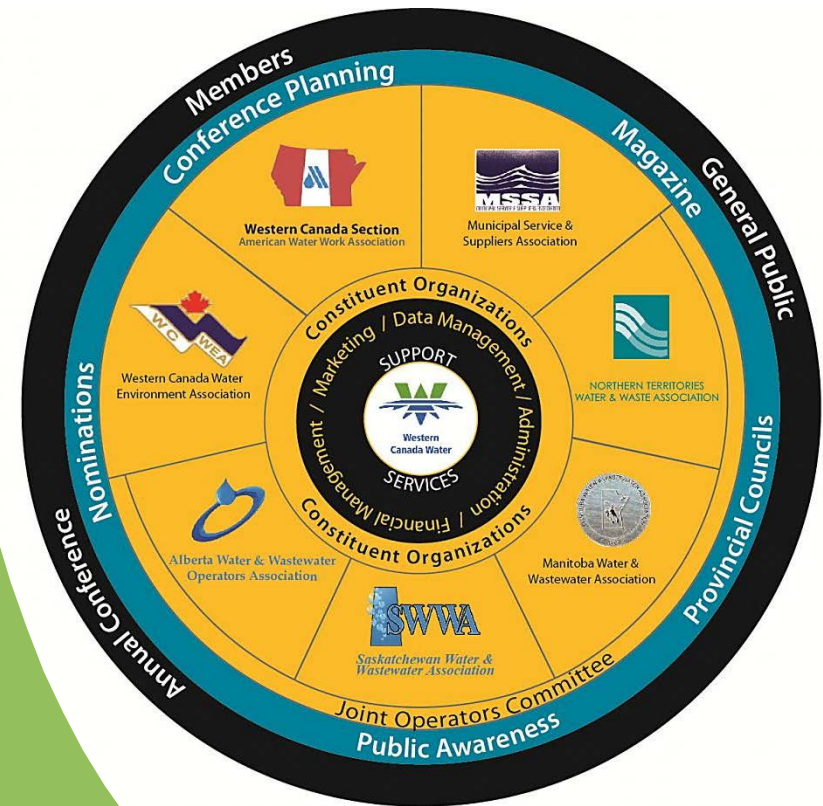 Members
General Public
Annual Conference
Conference Planning
Magazine
Provincial Councils
Public Awareness
Nominations
Western Canada Section
American Water Work Association
MSSA
Municipal Service &
Suppliers Association
WC
WEA
Western Canada Water
Environment Association
NORTHERN TERRITORIES
WATER & WASTE ASSOCIATION
Alberta Water & Wastewater
Operators Association
SWWA
Saskatchewan Water &
Wastewater Association
Manitoba Water &
Wastewater Association
Joint Operators Committee
Constituent Organizations
Financial Management / Marketing / Data Management / Administration /
SUPPORT
Western
Canada Water
SERVICES
Constituent Organizations